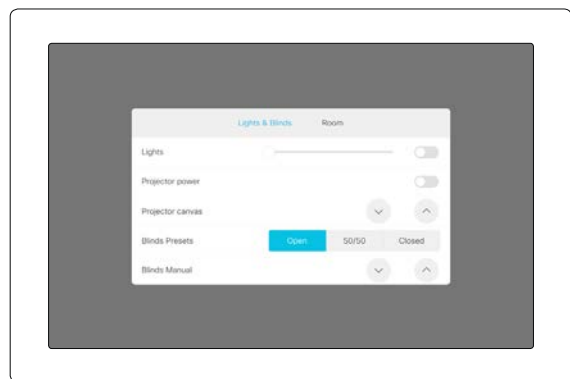 Lights & Blinds Room
Lights
Projector power
Projector canvas
Blinds Presets Open 50/50 Closed
Blinds Manual